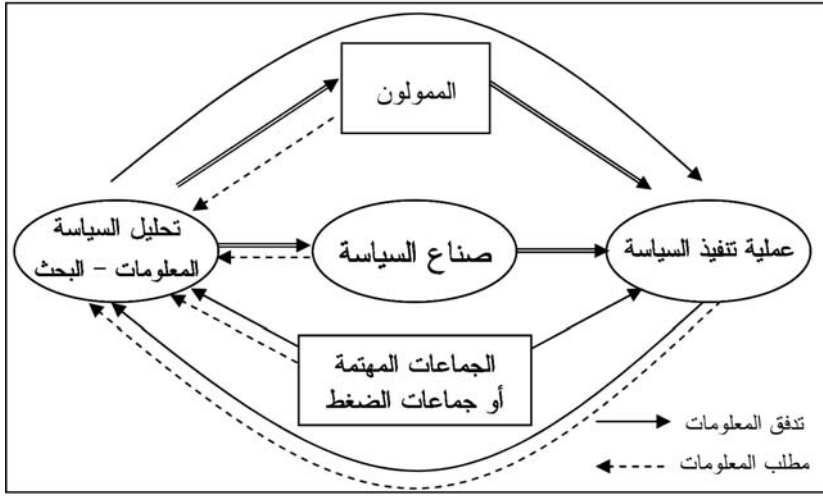 الممولون
تحليل السياسة
المعلومات – البحث
صناع السياسة
عملية تنفيذ السياسة
الجماعات المهتمة
أو جماعات الضغط
تدفق المعلومات
مطلب المعلومات